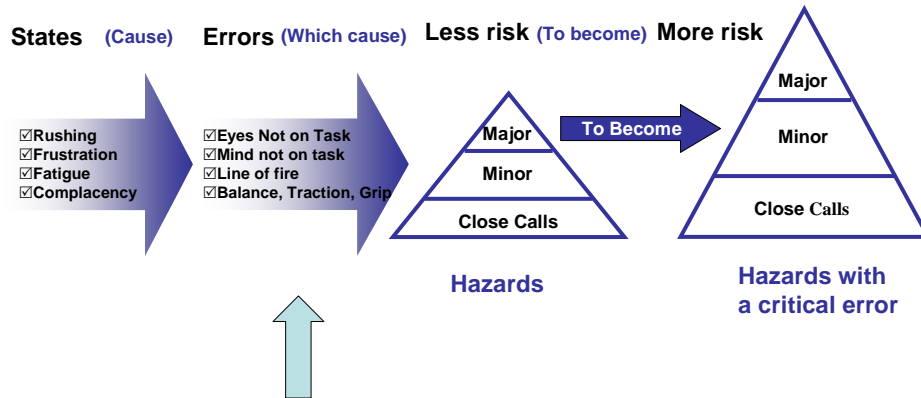 States (Cause) Errors (Which cause) Less risk (To become) More risk
☑Rushing
☑Frustration
☑Fatigue
☑Complacency
☑Eyes Not on Task
☑Mind not on task
☑Line of fire
☑Balance, Traction, Grip
Major
Minor
Close Calls
Hazards
To Become
Major
Minor
Close Calls
Hazards with
a critical error